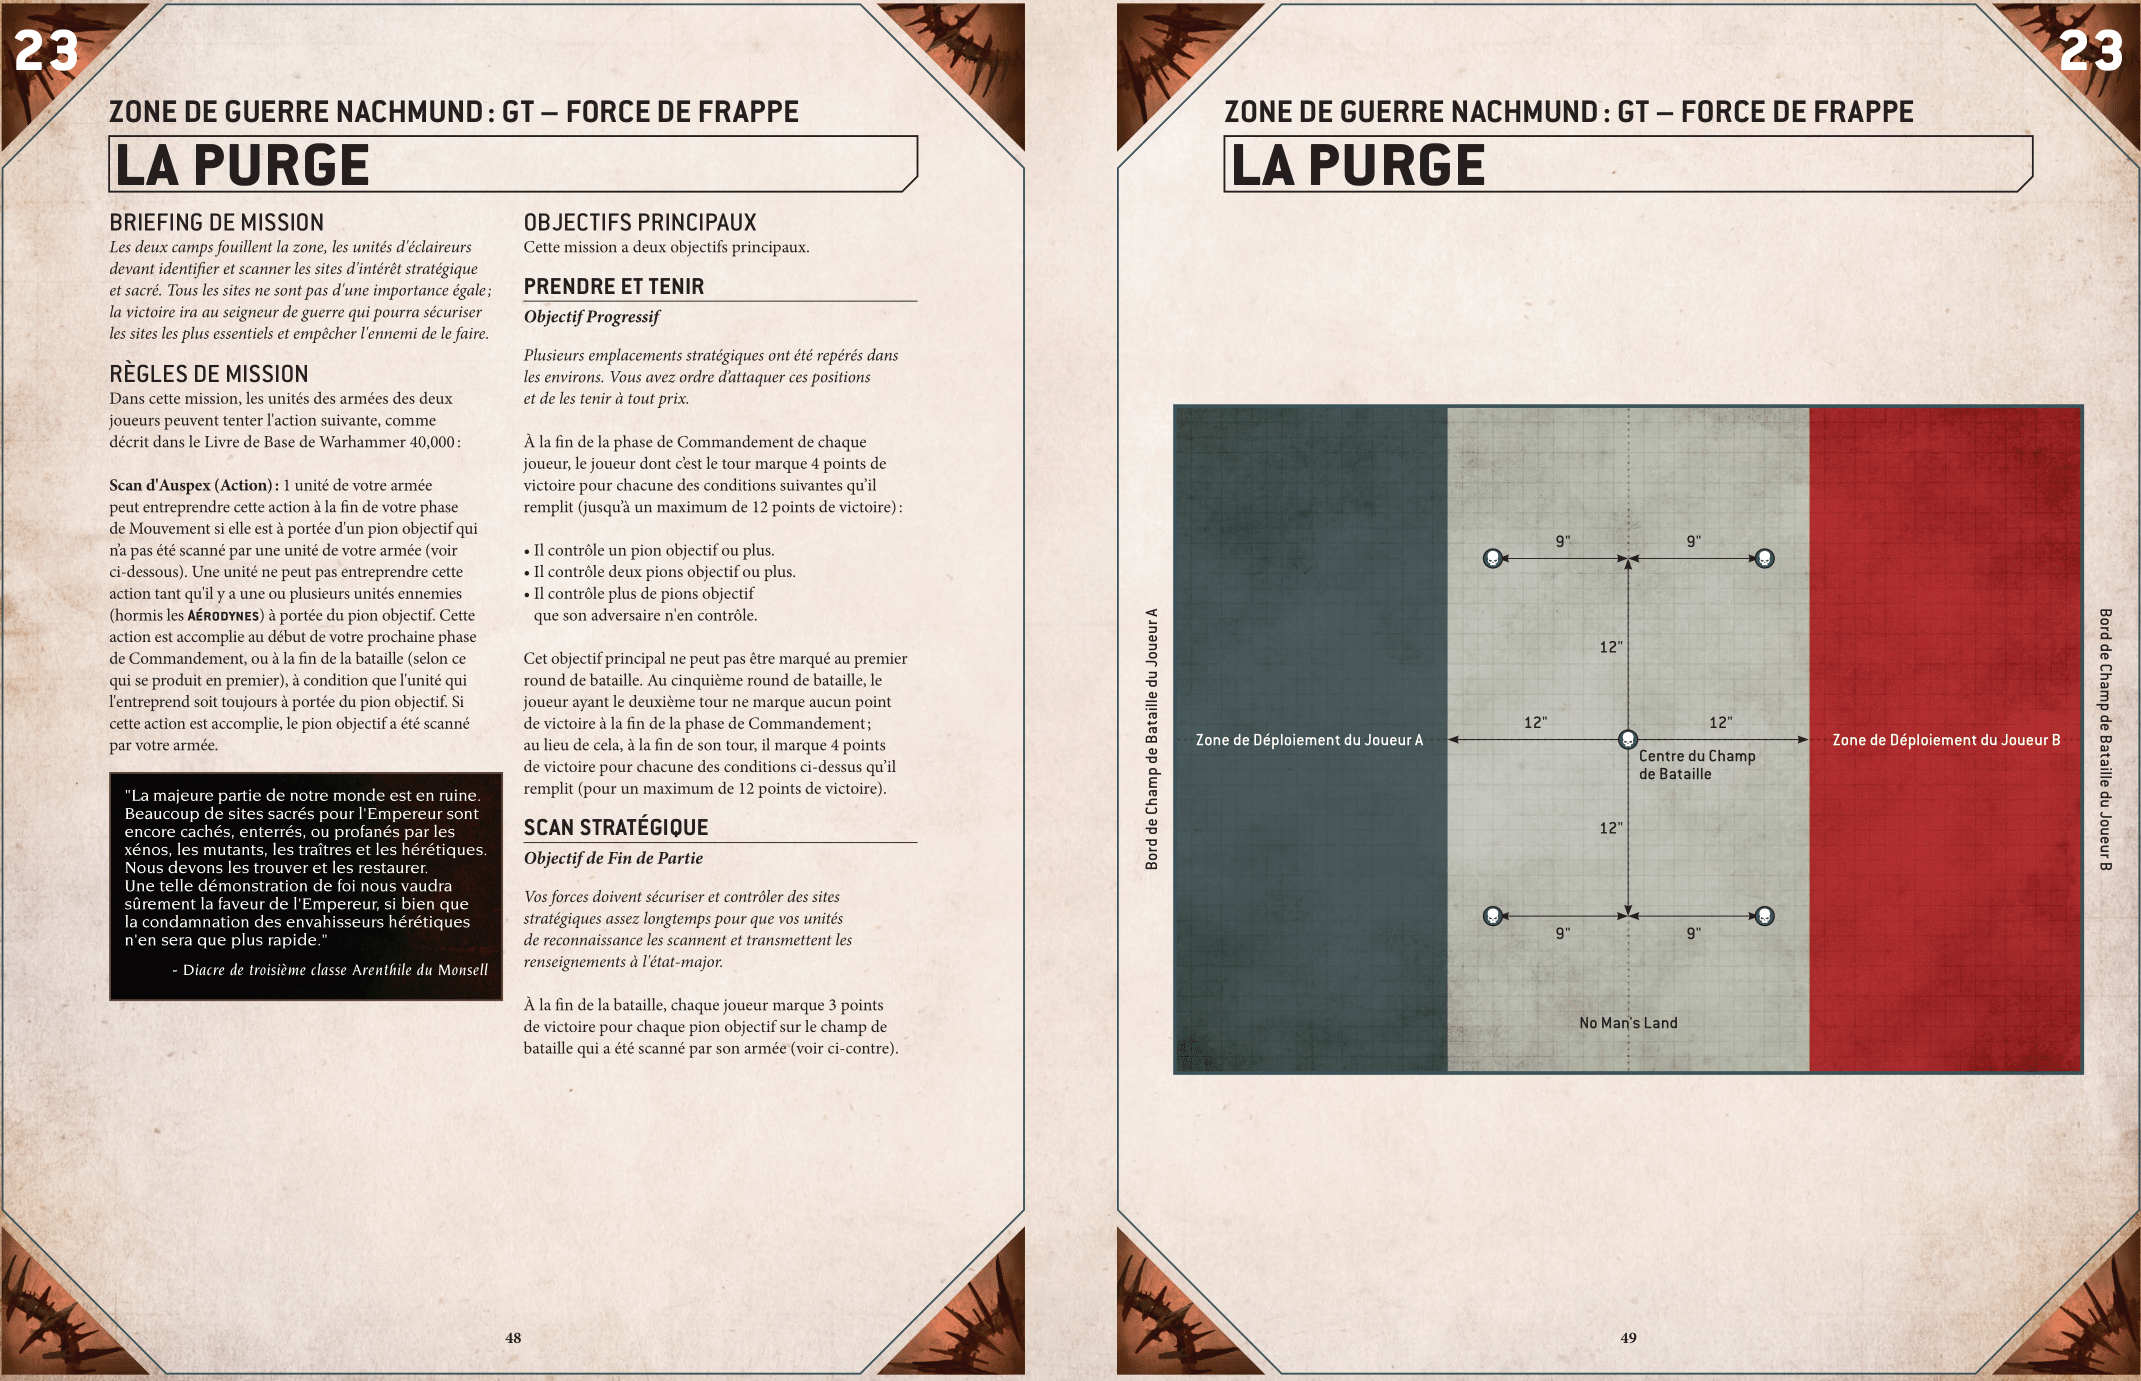 23
ZONE DE GUERRE NACHMUND : GT – FORCE DE FRAPPE
LA PURGE
BRIEFING DE MISSION
Les deux camps fouillent la zone, les unités d'éclaireurs
devant identifier et scanner les sites d'intérêt stratégique
et sacré. Tous les sites ne sont pas d'une importance égale ;
la victoire ira au seigneur de guerre qui pourra sécuriser
les sites les plus essentiels et empêcher l'ennemi de le faire.
RÈGLES DE MISSION
Dans cette mission, les unités des armées des deux
joueurs peuvent tenter l'action suivante, comme
décrit dans le Livre de Base de Warhammer 40,000 :
Scan d'Auspex (Action) : 1 unité de votre armée
peut entreprendre cette action à la fin de votre phase
de Mouvement si elle est à portée d'un pion objectif qui
n’a pas été scanné par une unité de votre armée (voir
ci-dessous). Une unité ne peut pas entreprendre cette
action tant qu'il y a une ou plusieurs unités ennemies
(hormis les AÉRODYNES) à portée du pion objectif. Cette
action est accomplie au début de votre prochaine phase
de Commandement, ou à la fin de la bataille (selon ce
qui se produit en premier), à condition que l'unité qui
l'entreprend soit toujours à portée du pion objectif. Si
cette action est accomplie, le pion objectif a été scanné
par votre armée.
"La majeure partie de notre monde est en ruine.
Beaucoup de sites sacrés pour l'Empereur sont
encore cachés, enterrés, ou profanés par les
xénos, les mutants, les traîtres et les hérétiques.
Nous devons les trouver et les restaurer.
Une telle démonstration de foi nous vaudra
sûrement la faveur de l'Empereur, si bien que
la condamnation des envahisseurs hérétiques
n'en sera que plus rapide."
- Diacre de troisième classe Arenthile du Monsell
OBJECTIFS PRINCIPAUX
Cette mission a deux objectifs principaux.
PRENDRE ET TENIR
Objectif Progressif
Plusieurs emplacements stratégiques ont été repérés dans
les environs. Vous avez ordre d’attaquer ces positions
et de les tenir à tout prix.
À la fin de la phase de Commandement de chaque
joueur, le joueur dont c’est le tour marque 4 points de
victoire pour chacune des conditions suivantes qu’il
remplit (jusqu’à un maximum de 12 points de victoire) :
• Il contrôle un pion objectif ou plus.
• Il contrôle deux pions objectif ou plus.
• Il contrôle plus de pions objectif
que son adversaire n'en contrôle.
Cet objectif principal ne peut pas être marqué au premier
round de bataille. Au cinquième round de bataille, le
joueur ayant le deuxième tour ne marque aucun point
de victoire à la fin de la phase de Commandement ;
au lieu de cela, à la fin de son tour, il marque 4 points
de victoire pour chacune des conditions ci-dessus qu’il
remplit (pour un maximum de 12 points de victoire).
SCAN STRATÉGIQUE
Objectif de Fin de Partie
Vos forces doivent sécuriser et contrôler des sites
stratégiques assez longtemps pour que vos unités
de reconnaissance les scannent et transmettent les
renseignements à l'état-major.
À la fin de la bataille, chaque joueur marque 3 points
de victoire pour chaque pion objectif sur le champ de
bataille qui a été scanné par son armée (voir ci-contre).
48
23
ZONE DE GUERRE NACHMUND : GT – FORCE DE FRAPPE
LA PURGE
Bord de Champ de Bataille du Joueur A
9"
9"
12"
12"
12"
Zone de Déploiement du Joueur A
Zone de Déploiement du Joueur B
Centre du Champ
de Bataille
12"
9"
9"
No Man's Land
Bord de Champ de Bataille du Joueur B
49